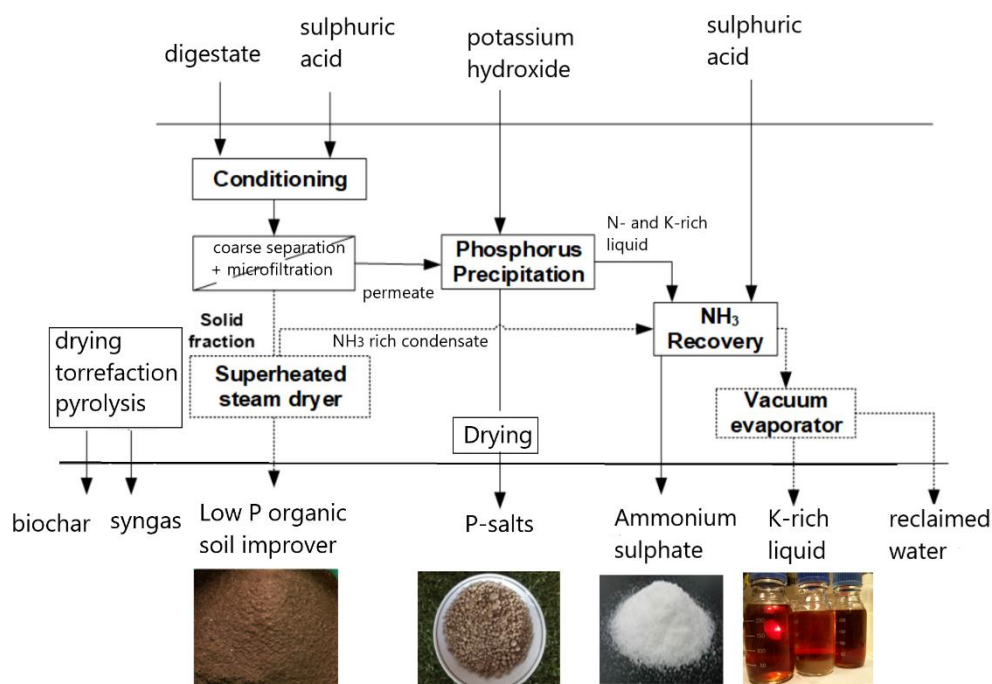 digestate
sulphuric
acid
potassium
hydroxide
sulphuric
acid
Conditioning
coarse separation
+ microfiltration
permeate
Phosphorus
Precipitation
N- and K-rich
liquid
NH₃
Recovery
Solid
fraction
NH₃ rich condensate
drying
torrefaction
pyrolysis
Superheated
steam dryer
Vacuum
evaporator
Drying
biochar
syngas
Low P organic
soil improver
P-salts
Ammonium
sulphate
K-rich
liquid
reclaimed
water